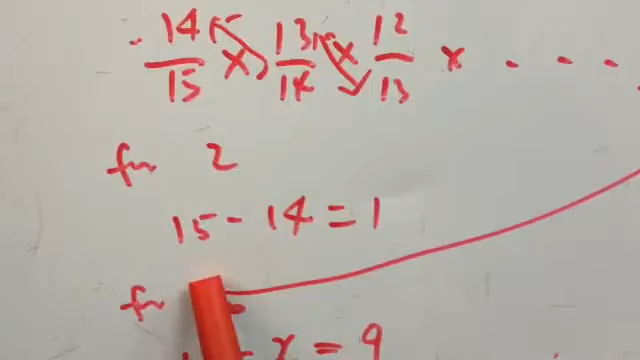 14/15 × 13/14 × 12/13 × . . . .
for 2
15 - 14 = 1
for
- x = 9